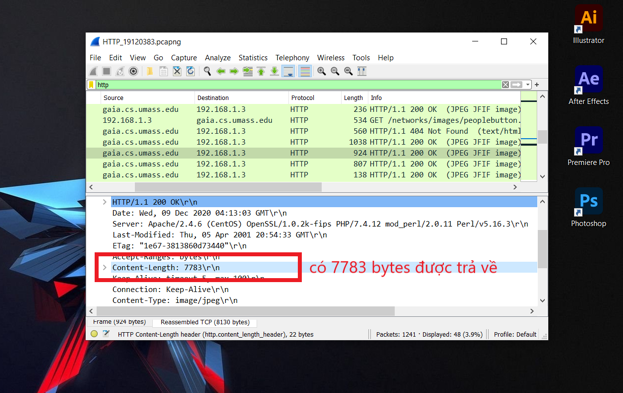 HTTP_19120383.pcapng
File Edit View Go Capture Analyze Statistics Telephony Wireless Tools Help
http
Source Destination Protocol Length Info
gaia.cs.umass.edu 192.168.1.3 HTTP 236 HTTP/1.1 200 OK (JPEG JFIF image)
192.168.1.3 gaia.cs.umass.edu HTTP 534 GET /networks/images/peoplebutton.
gaia.cs.umass.edu 192.168.1.3 HTTP 560 HTTP/1.1 404 Not Found (text/html
gaia.cs.umass.edu 192.168.1.3 HTTP 1038 HTTP/1.1 200 OK (JPEG JFIF image)
gaia.cs.umass.edu 192.168.1.3 HTTP 924 HTTP/1.1 200 OK (JPEG JFIF image)
gaia.cs.umass.edu 192.168.1.3 HTTP 807 HTTP/1.1 200 OK (JPEG JFIF image)
gaia.cs.umass.edu 192.168.1.3 HTTP 138 HTTP/1.1 200 OK (JPEG JFIF image)
HTTP/1.1 200 OK\r\n
Date: Wed, 09 Dec 2020 04:13:03 GMT\r\n
Server: Apache/2.4.6 (CentOS) OpenSSL/1.0.2k-fips PHP/7.4.12 mod_perl/2.0.11 Perl/v5.16.3\r\n
Last-Modified: Thu, 05 Apr 2001 20:54:33 GMT\r\n
ETag: "1e67-3813860d73440"\r\n
Accept-Ranges: bytes\r\n
Content-Length: 7783\r\n
có 7783 bytes được trả về
Keep-Alive: timeout=5, max=100\r\n
Connection: Keep-Alive\r\n
Content-Type: image/jpeg\r\n
Frame (924 bytes) Reassembled TCP (8130 bytes)
HTTP Content-Length header (http.content_length_header), 22 bytes Packets: 1241 · Displayed: 48 (3.9%) Profile: Default
Ai
Illustrator
Ae
After Effects
Pr
Premiere Pro
Ps
Photoshop